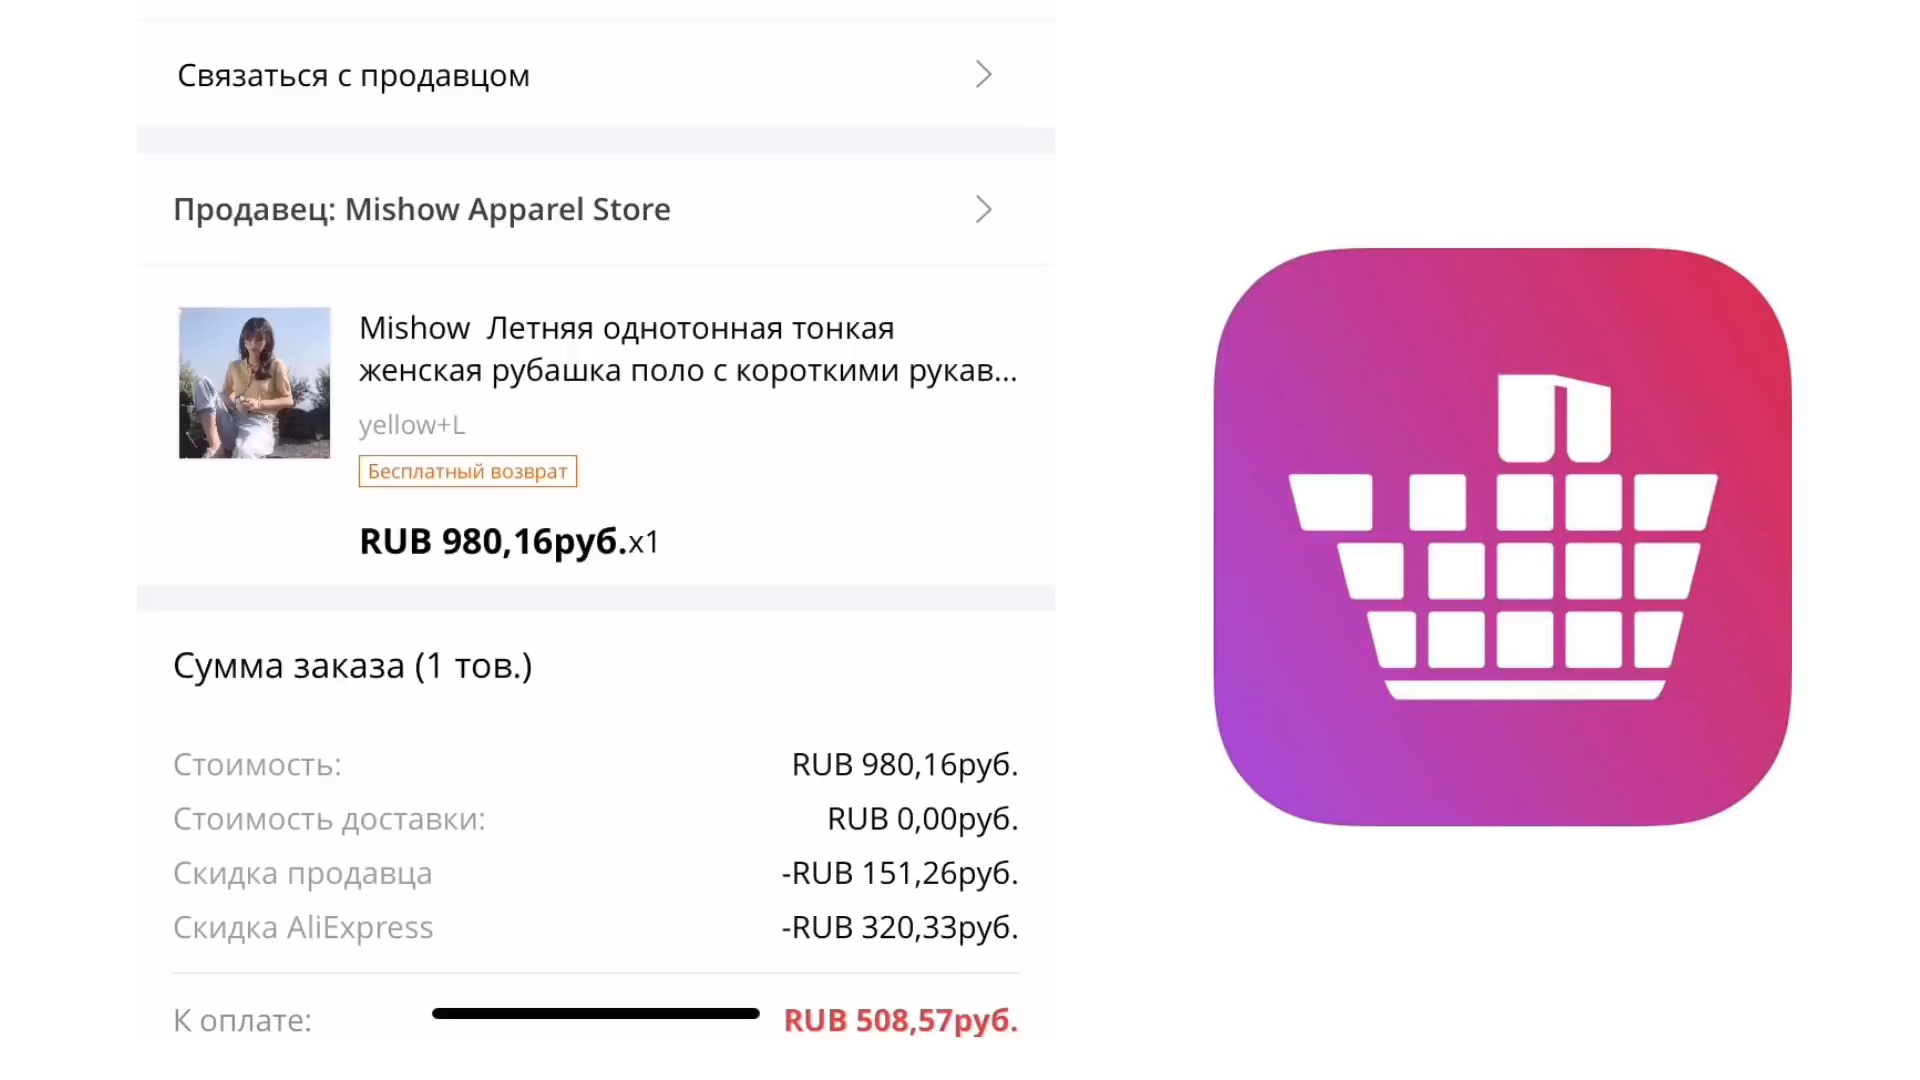 Связаться с продавцом
Продавец: Mishow Apparel Store
Mishow Летняя однотонная тонкая
женская рубашка поло с короткими рукав...
yellow+L
Бесплатный возврат
RUB 980,16руб.x1
Сумма заказа (1 тов.)
Стоимость: RUB 980,16руб.
Стоимость доставки: RUB 0,00руб.
Скидка продавца -RUB 151,26руб.
Скидка AliExpress -RUB 320,33руб.
К оплате: RUB 508,57руб.